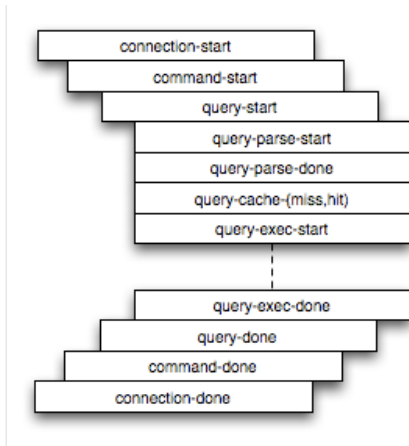 connection-start
command-start
query-start
query-parse-start
query-parse-done
query-cache-(miss,hit)
query-exec-start
query-exec-done
query-done
command-done
connection-done